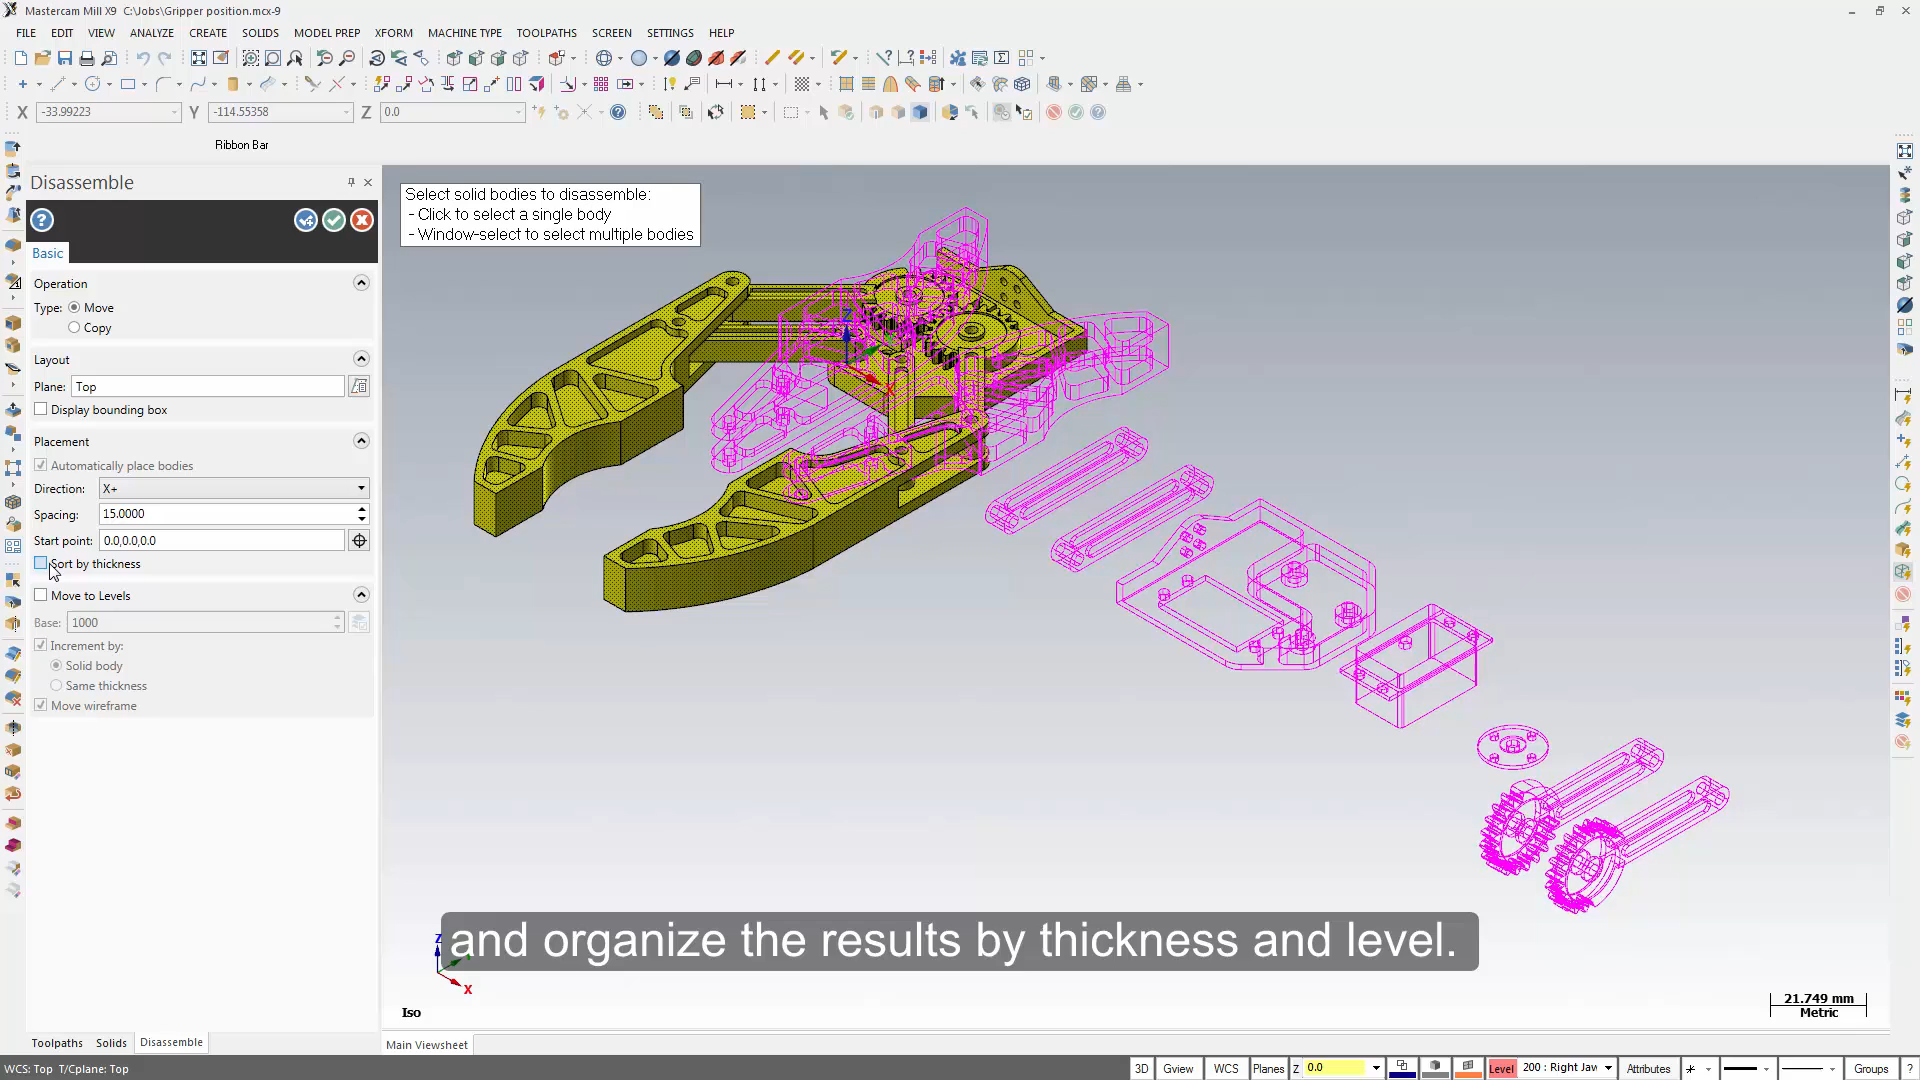 Mastercam Mill X9 C:\Jobs\Gripper position.mcx-9
FILE EDIT VIEW ANALYZE CREATE SOLIDS MODEL PREP XFORM MACHINE TYPE TOOLPATHS SCREEN SETTINGS HELP
X -33.99223 Y -114.55358 Z 0.0
Ribbon Bar
Disassemble
Basic
Operation
Type: Move
Copy
Layout
Plane: Top
Display bounding box
Placement
Automatically place bodies
Direction: X+
Spacing: 15.0000
Start point: 0.0,0.0,0.0
Sort by thickness
Move to Levels
Base: 1000
Increment by:
Solid body
Same thickness
Move wireframe
Select solid bodies to disassemble:
- Click to select a single body
- Window-select to select multiple bodies
Z
X
and organize the results by thickness and level.
Z
X
Iso
21.749 mm
Metric
Toolpaths Solids Disassemble
Main Viewsheet
WCS: Top T/Cplane: Top
3D Gview WCS Planes Z 0.0 Level 200 : Right Jaw Attributes Groups ?